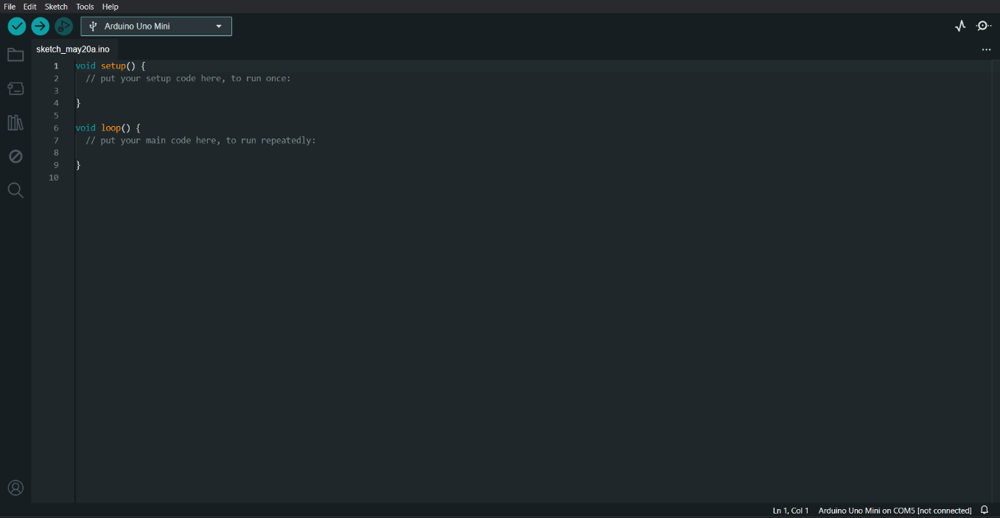 File Edit Sketch Tools Help
Arduino Uno Mini
sketch_may20a.ino
...
1 void setup() {
2 // put your setup code here, to run once:
3
4 }
5
6 void loop() {
7 // put your main code here, to run repeatedly:
8
9 }
10
Ln 1, Col 1 Arduino Uno Mini on COM5 [not connected]